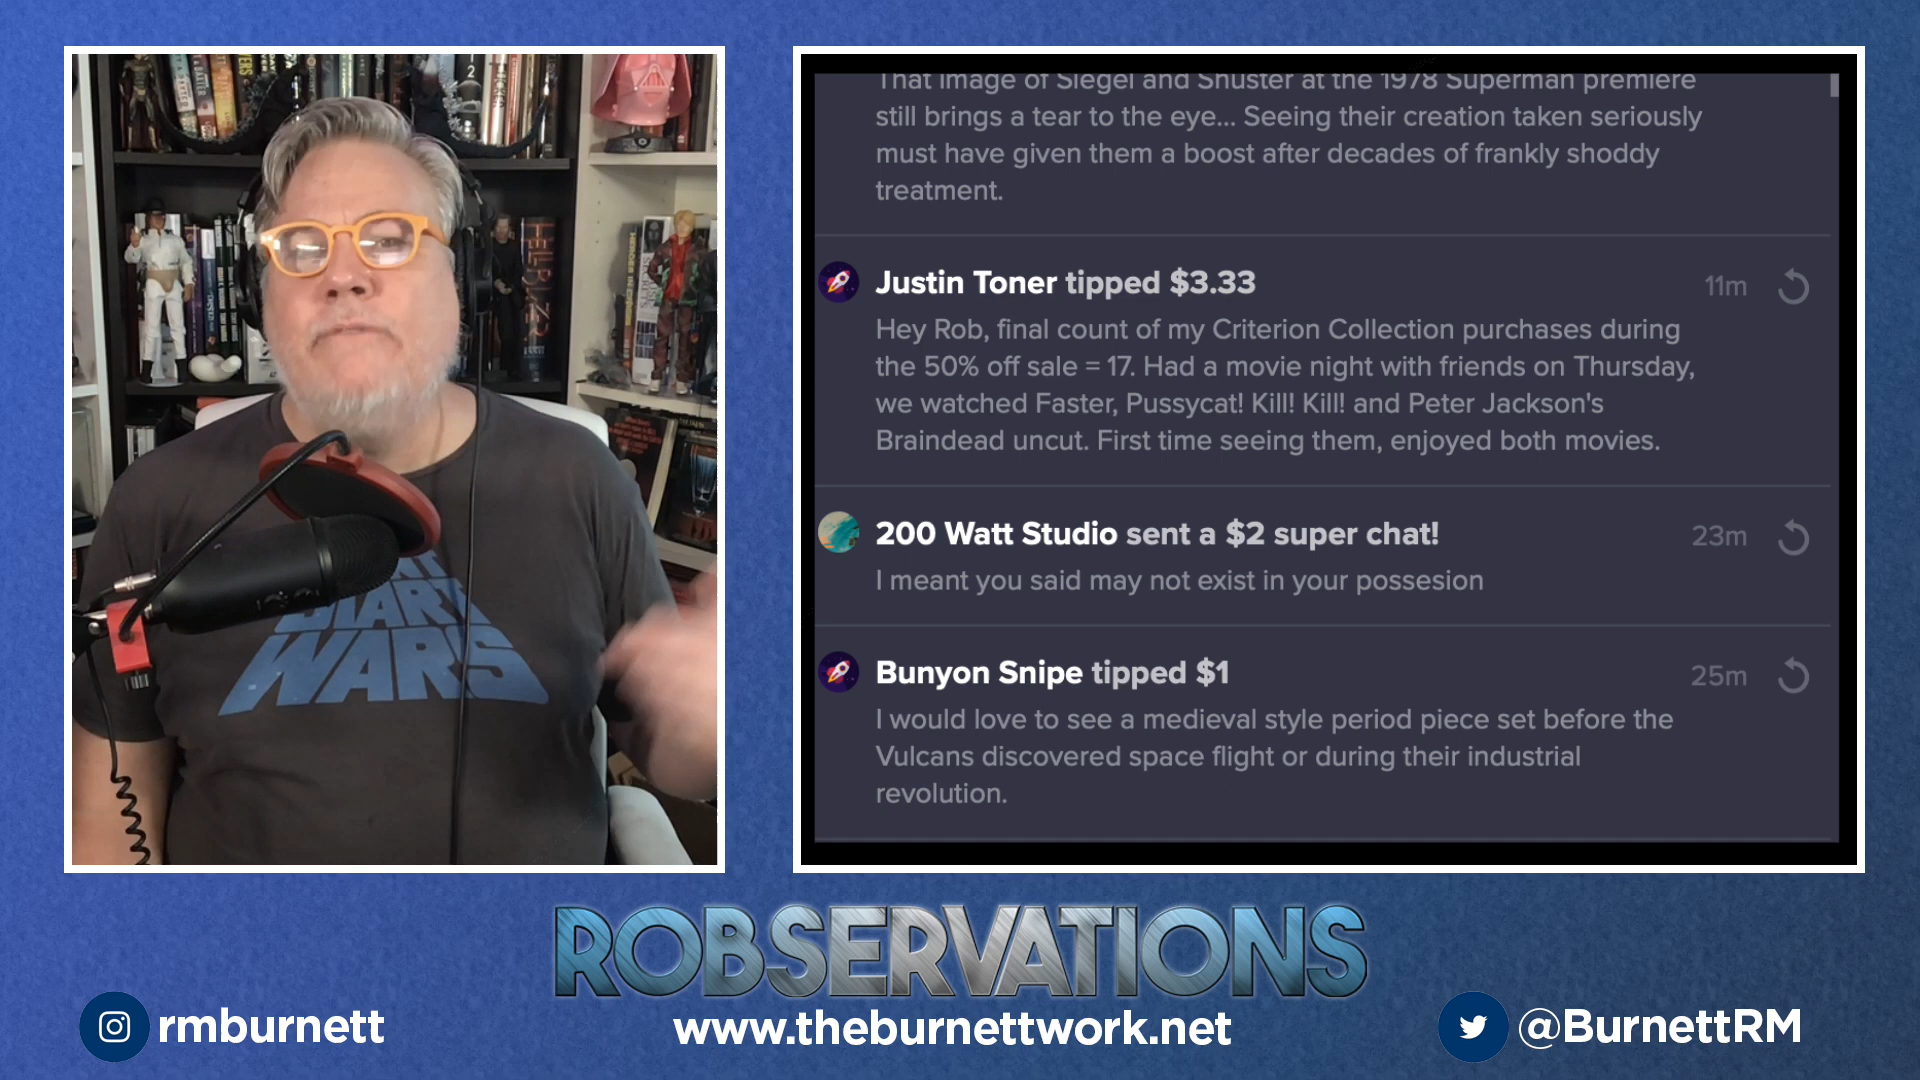 That image of Siegel and Shuster at the 1978 Superman premiere
still brings a tear to the eye... Seeing their creation taken seriously
must have given them a boost after decades of frankly shoddy
treatment.
Justin Toner tipped $3.33
11m
Hey Rob, final count of my Criterion Collection purchases during
the 50% off sale = 17. Had a movie night with friends on Thursday,
we watched Faster, Pussycat! Kill! Kill! and Peter Jackson's
Braindead uncut. First time seeing them, enjoyed both movies.
200 Watt Studio sent a $2 super chat!
23m
I meant you said may not exist in your possesion
Bunyon Snipe tipped $1
25m
I would love to see a medieval style period piece set before the
Vulcans discovered space flight or during their industrial
revolution.
WARS
ROBSERVATIONS
rmburnett
www.theburnettwork.net
@BurnettRM